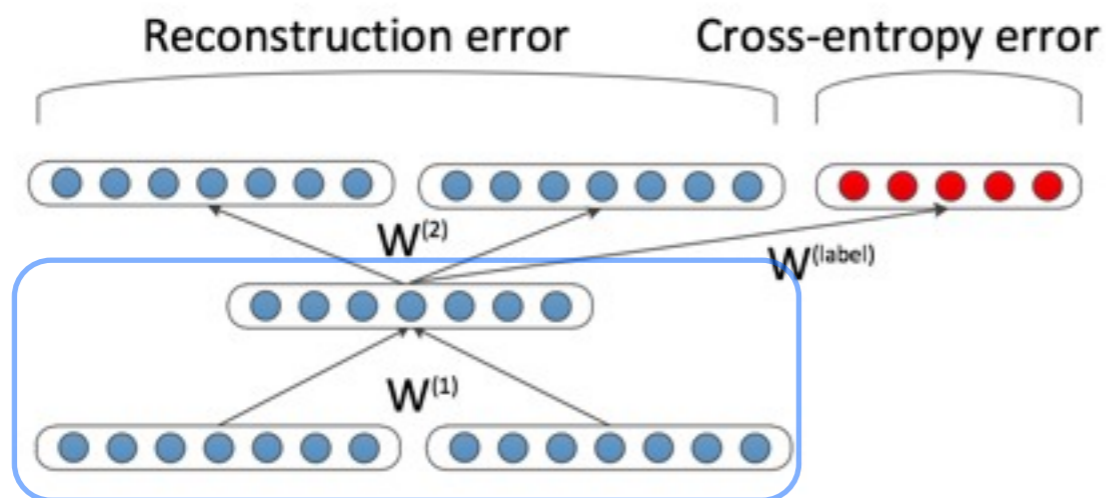 Reconstruction error
Cross-entropy error
W(2)
W(label)
W(1)